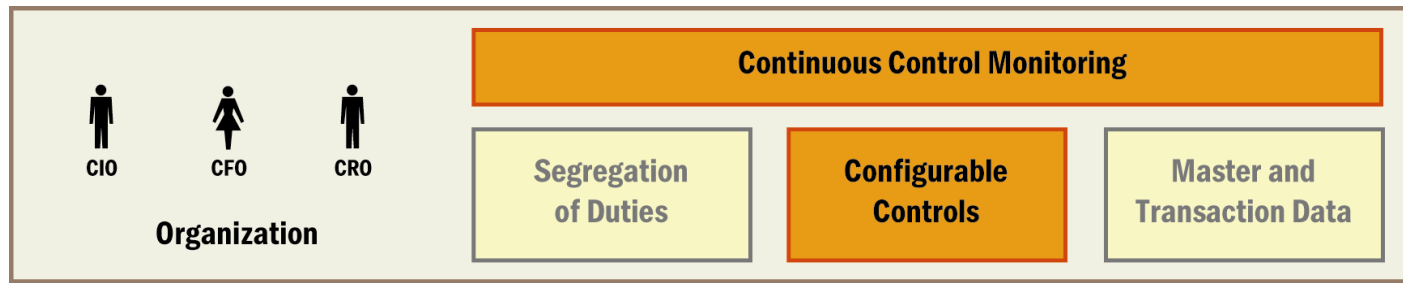 Continuous Control Monitoring
CIO
CFO
CRO
Organization
Segregation
of Duties
Configurable
Controls
Master and
Transaction Data